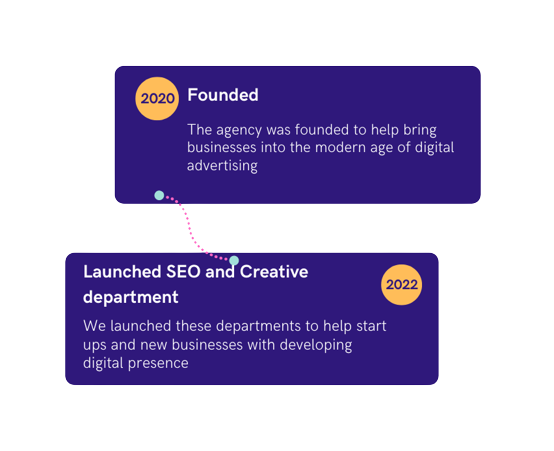 2020 Founded
The agency was founded to help bring
businesses into the modern age of digital
advertising
Launched SEO and Creative
department
2022
We launched these departments to help start
ups and new businesses with developing
digital presence